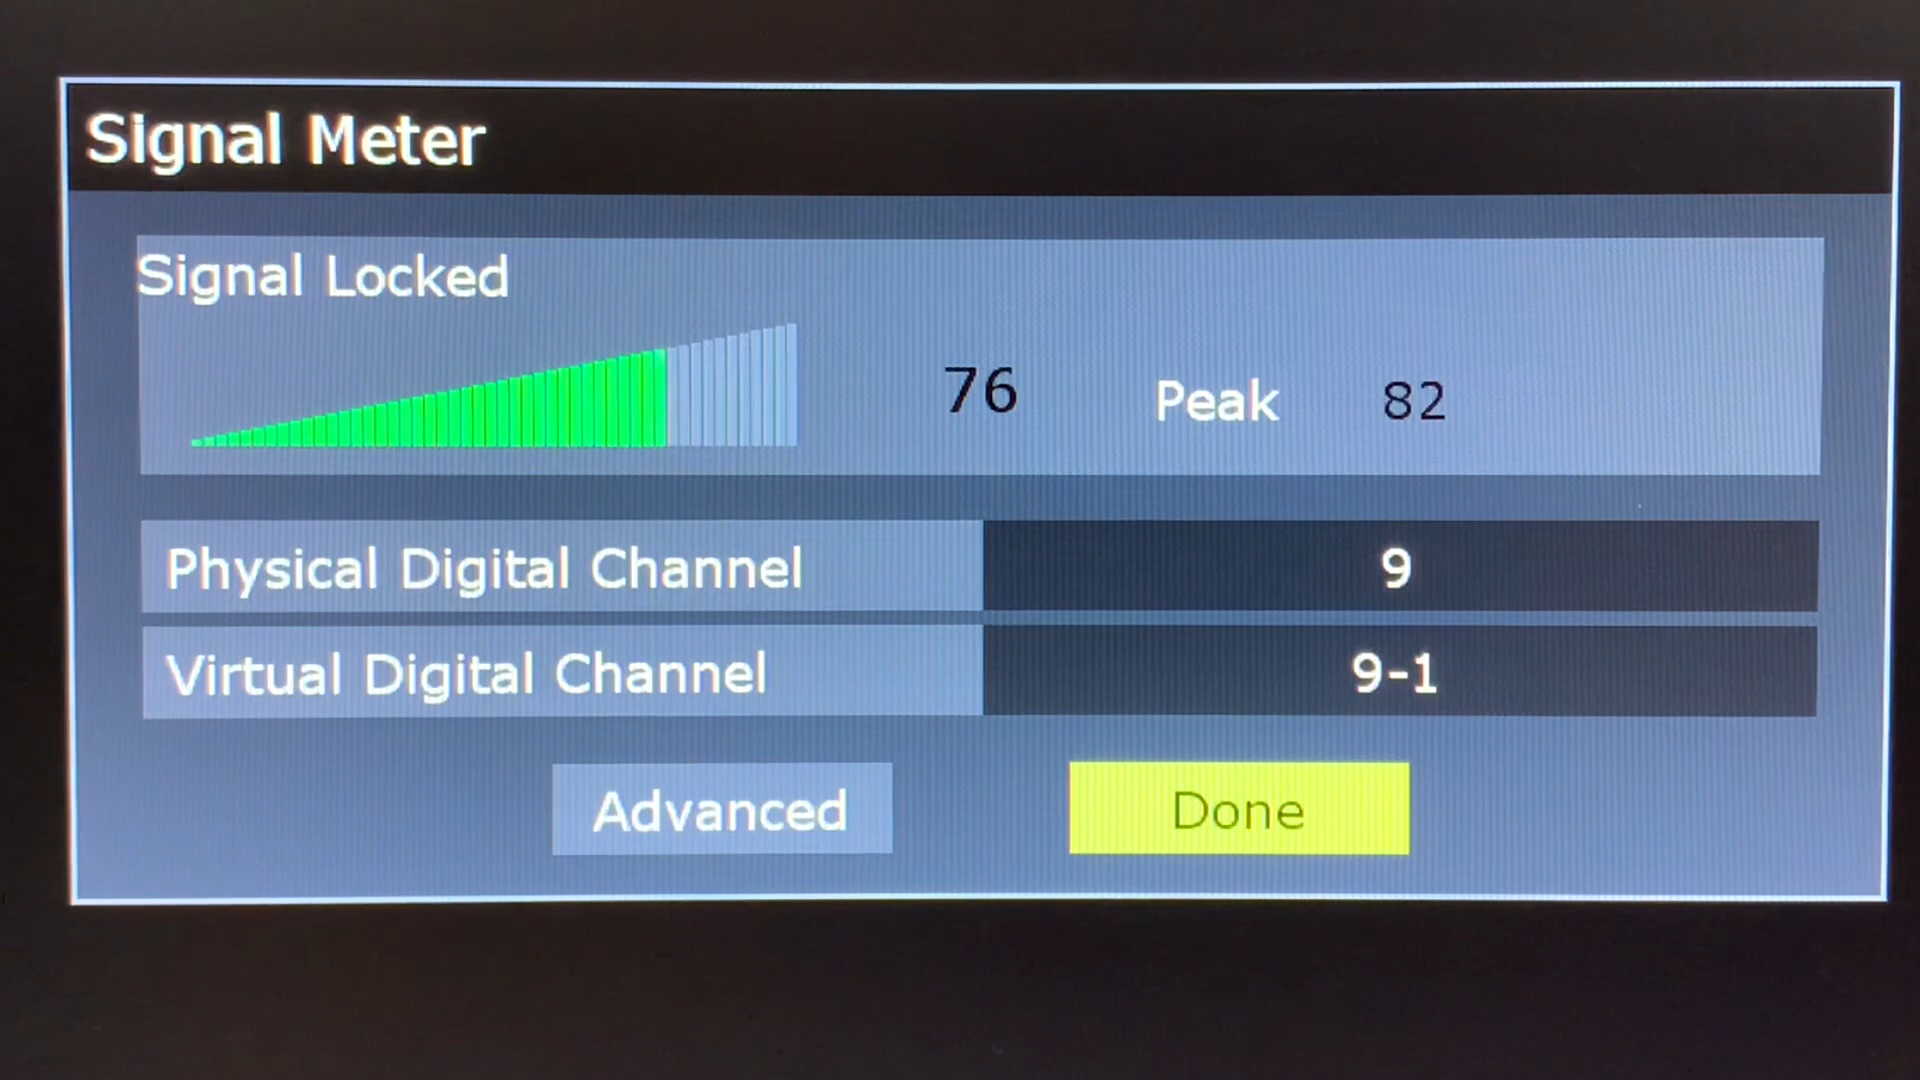 Signal Meter
Signal Locked
76 Peak 82
Physical Digital Channel 9
Virtual Digital Channel 9-1
Advanced Done